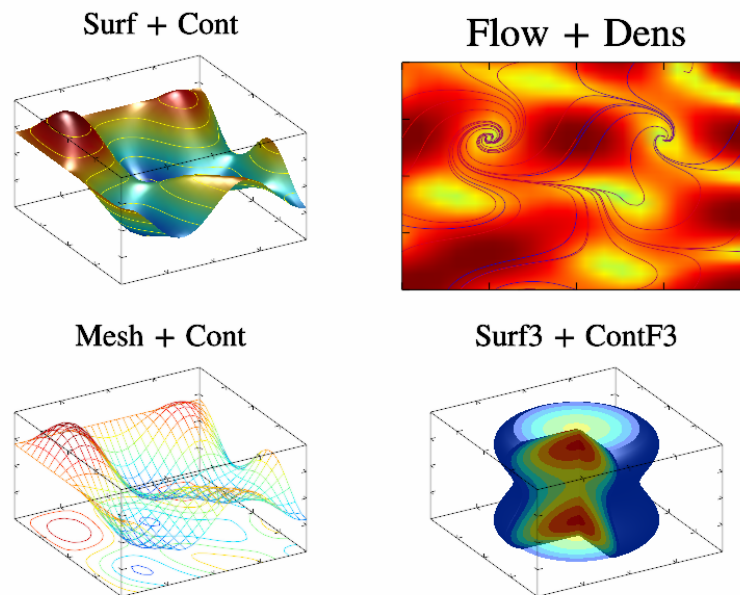 Surf + Cont
Flow + Dens
Mesh + Cont
Surf3 + ContF3